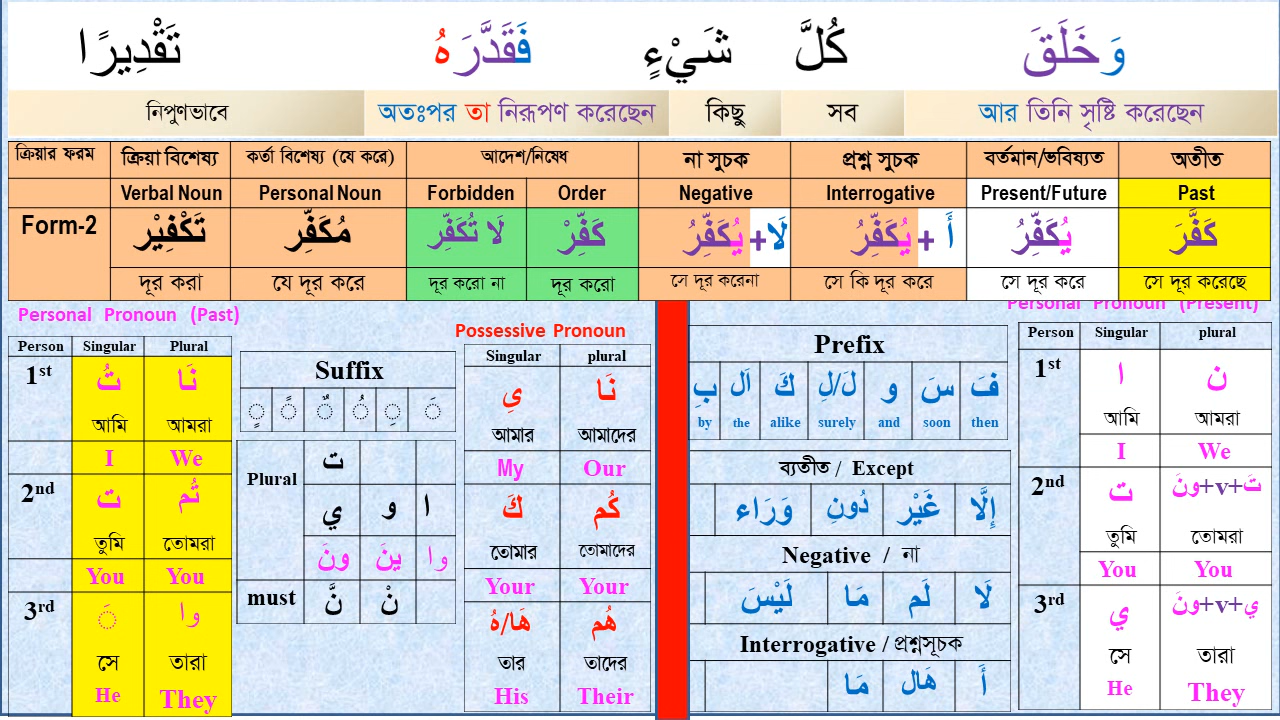 وَخَلَقَ كُلَّ شَيْءٍ فَقَدَّرَهُ تَقْدِيرًا
নিপুণভাবে অতঃপর তা নিরূপণ করেছেন কিছু সব আর তিনি সৃষ্টি করেছেন
ক্রিয়ার ফরম ক্রিয়া বিশেষ্য কর্তা বিশেষ্য (যে করে) আদেশ/নিষেধ না সুচক প্রশ্ন সুচক বর্তমান/ভবিষ্যত অতীত
Verbal Noun Personal Noun Forbidden Order Negative Interrogative Present/Future Past
Form-2 تَكْفِيْر مُكَفِّر لَا تُكَفِّر كَفِّرْ لَا+ يُكَفِّرُ أَ + يُكَفِّرُ يُكَفِّرُ كَفَّرَ
দূর করা যে দূর করে দূর করো না দূর করো সে দূর করেনা সে কি দূর করে সে দূর করে সে দূর করেছে
Personal Pronoun (Past)
Person Singular Plural
1st تُ نَا
আমি আমরা
I We
2nd ت تُم
তুমি তোমরা
You You
3rd َ وا
সে তারা
He They
Suffix
ٍ ً ٌ ُ ِ َ
Plural ت
ي و ا
ونَ ينَ وا
must نَّ نْ
Possessive Pronoun
Singular plural
يِ نَا
আমার আমাদের
My Our
كَ كُم
তোমার তোমাদের
Your Your
هَا/هُ هُم
তার তাদের
His Their
Prefix
بِ اَل كَ لَ/لِ و سَ فَ
by the alike surely and soon then
ব্যতীত / Except
إِلَّا غَيْر دُونِ وَرَاء
Negative / না
لَا لَم مَا لَيْسَ
Interrogative / প্রশ্নসূচক
أَ هَال مَا
Personal Pronoun (Present)
Person Singular plural
1st ا ن
আমি আমরা
I We
2nd ت تَ+v+ونَ
তুমি তোমরা
You You
3rd ي ي+v+ونَ
সে তারা
He They